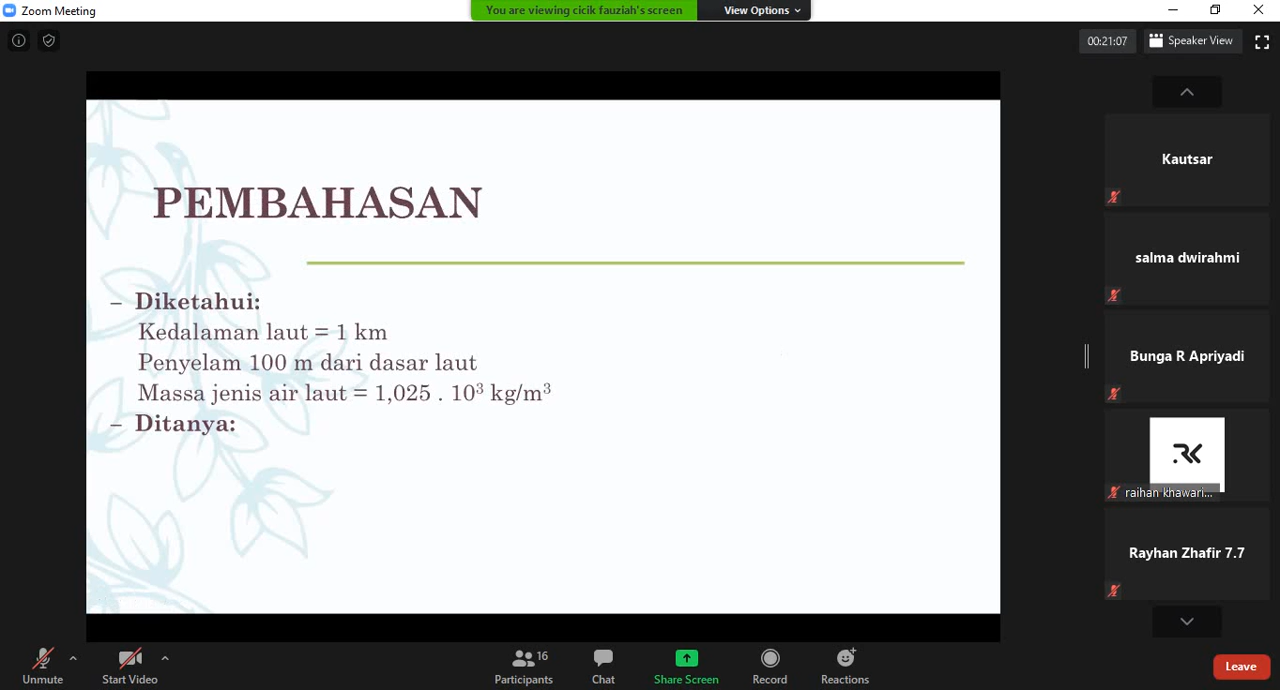 Zoom Meeting
You are viewing cicik fauziah's screen
View Options
00:21:07
Speaker View
PEMBAHASAN
– Diketahui:
Kedalaman laut = 1 km
Penyelam 100 m dari dasar laut
Massa jenis air laut = 1,025 . 10³ kg/m³
– Ditanya:
Kautsar
salma dwirahmi
Bunga R Apriyadi
RK
raihan khawari...
Rayhan Zhafir 7.7
Unmute
Start Video
Participants
16
Chat
Share Screen
Record
Reactions
Leave